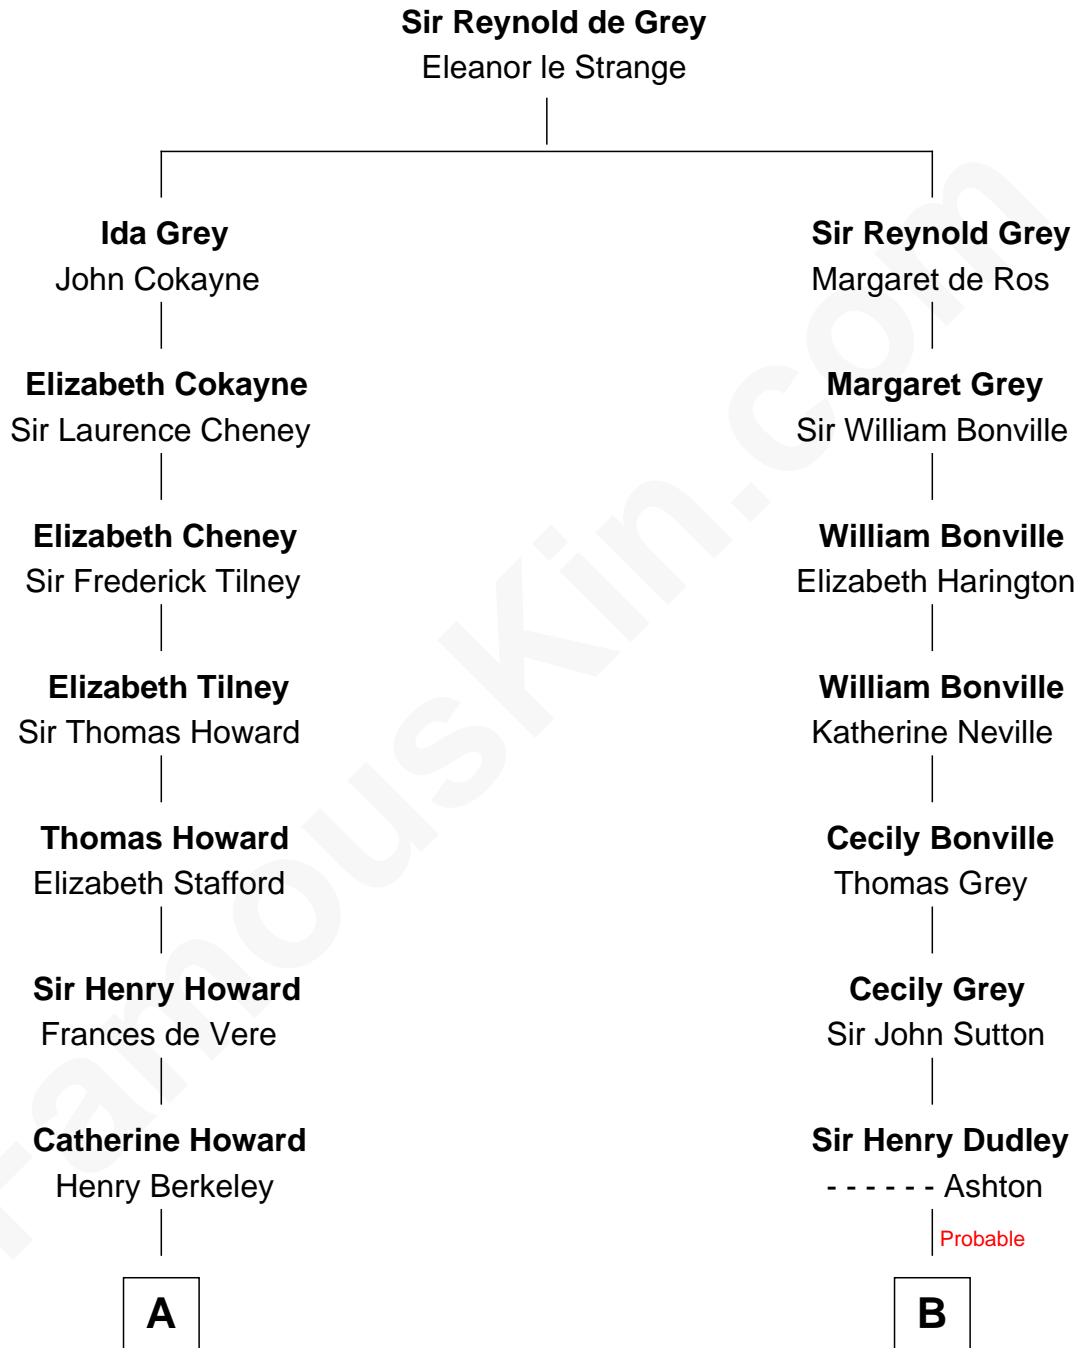 Sir Reynold de Grey
Eleanor le Strange
Ida Grey
John Cokayne
Sir Reynold Grey
Margaret de Ros
Elizabeth Cokayne
Sir Laurence Cheney
Margaret Grey
Sir William Bonville
Elizabeth Cheney
Sir Frederick Tilney
William Bonville
Elizabeth Harington
Elizabeth Tilney
Sir Thomas Howard
William Bonville
Katherine Neville
Thomas Howard
Elizabeth Stafford
Cecily Bonville
Thomas Grey
Sir Henry Howard
Frances de Vere
Cecily Grey
Sir John Sutton
Catherine Howard
Henry Berkeley
Sir Henry Dudley
- - - - - - Ashton
Probable
A
B
FamousKin.com